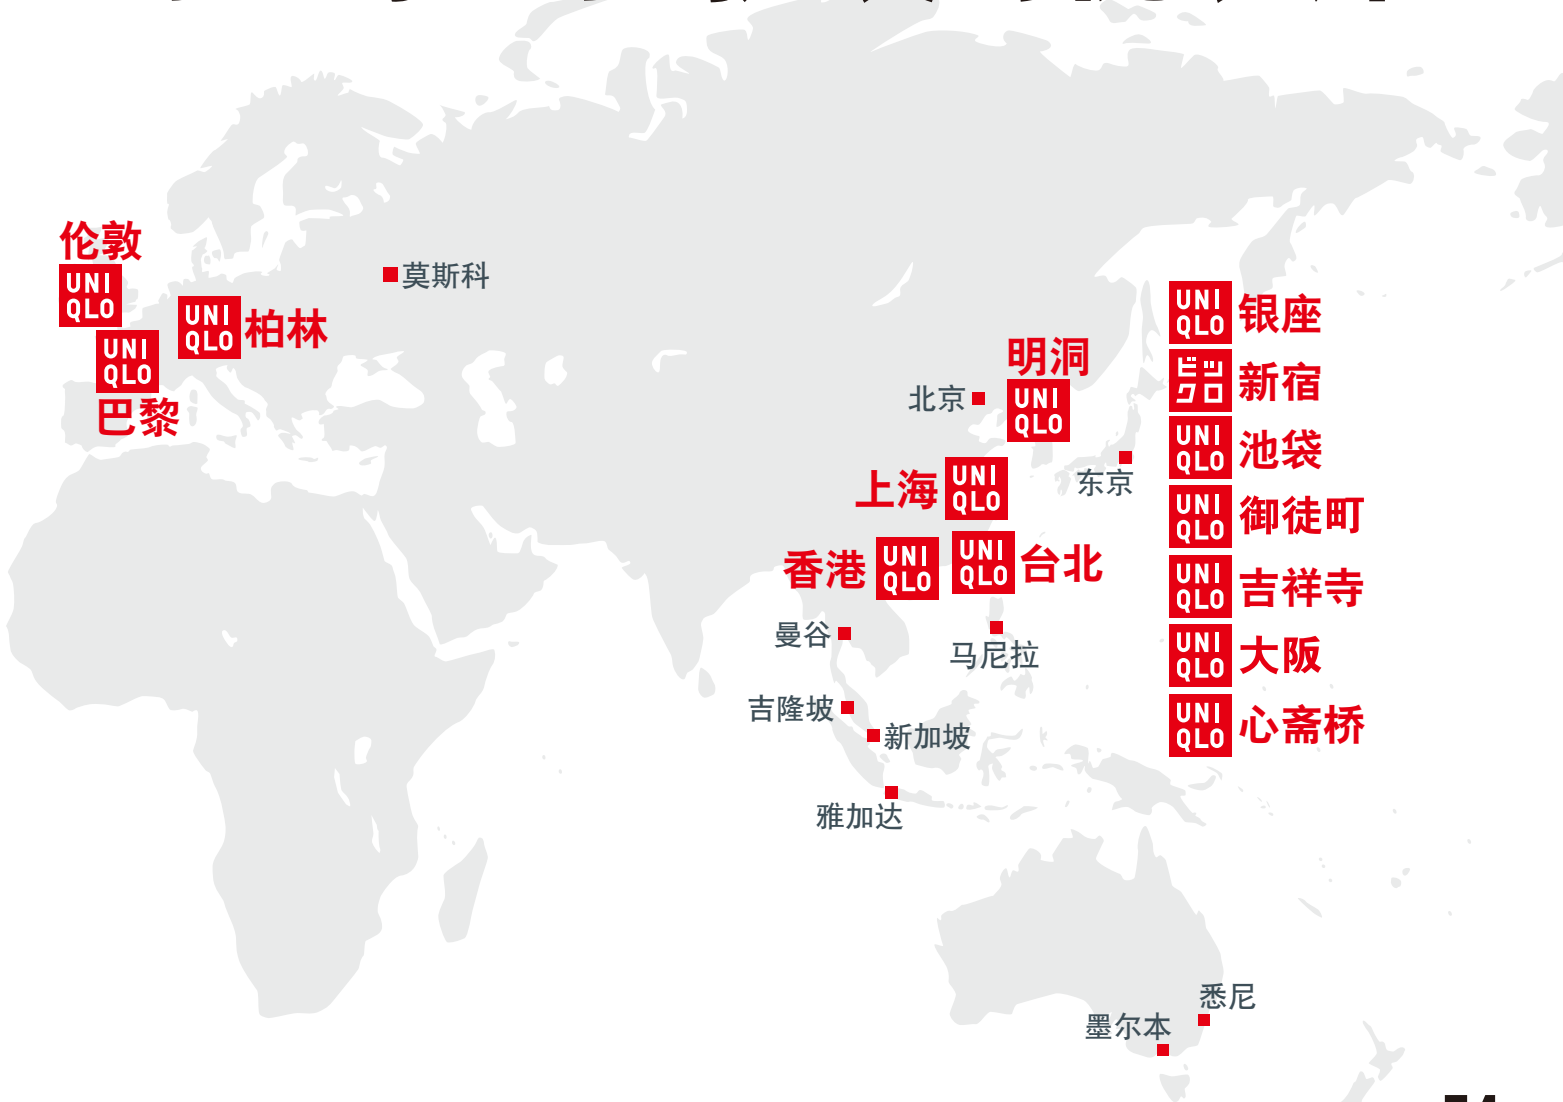 伦敦
UNI
QLO
UNI
QLO
柏林
UNI
QLO
巴黎
莫斯科
明洞
UNI
QLO
北京
东京
上海
UNI
QLO
香港
UNI
QLO
UNI
QLO
台北
曼谷
马尼拉
吉隆坡
新加坡
雅加达
悉尼
墨尔本
UNI
QLO
银座
ビッ
クロ
新宿
UNI
QLO
池袋
UNI
QLO
御徒町
UNI
QLO
吉祥寺
UNI
QLO
大阪
UNI
QLO
心斋桥